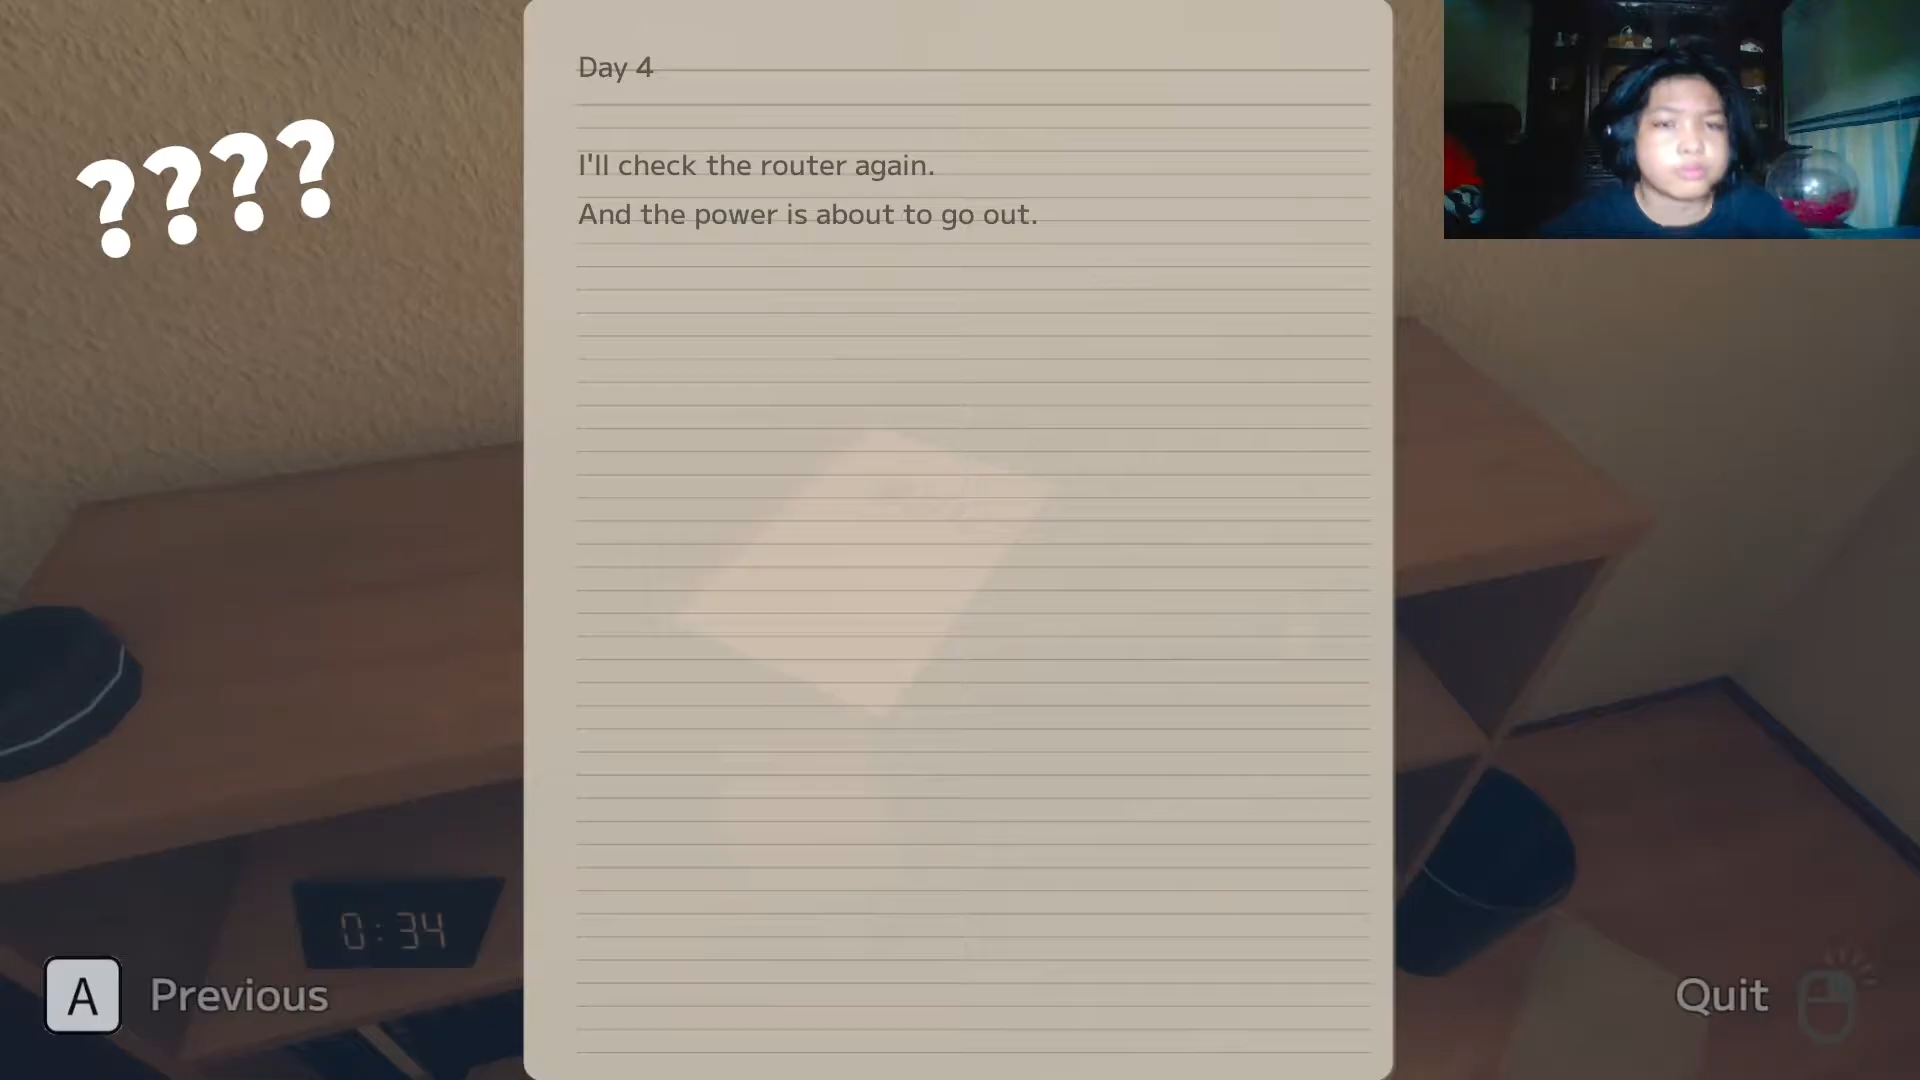 Day 4
????
I'll check the router again.
And the power is about to go out.
0:34
A Previous
Quit